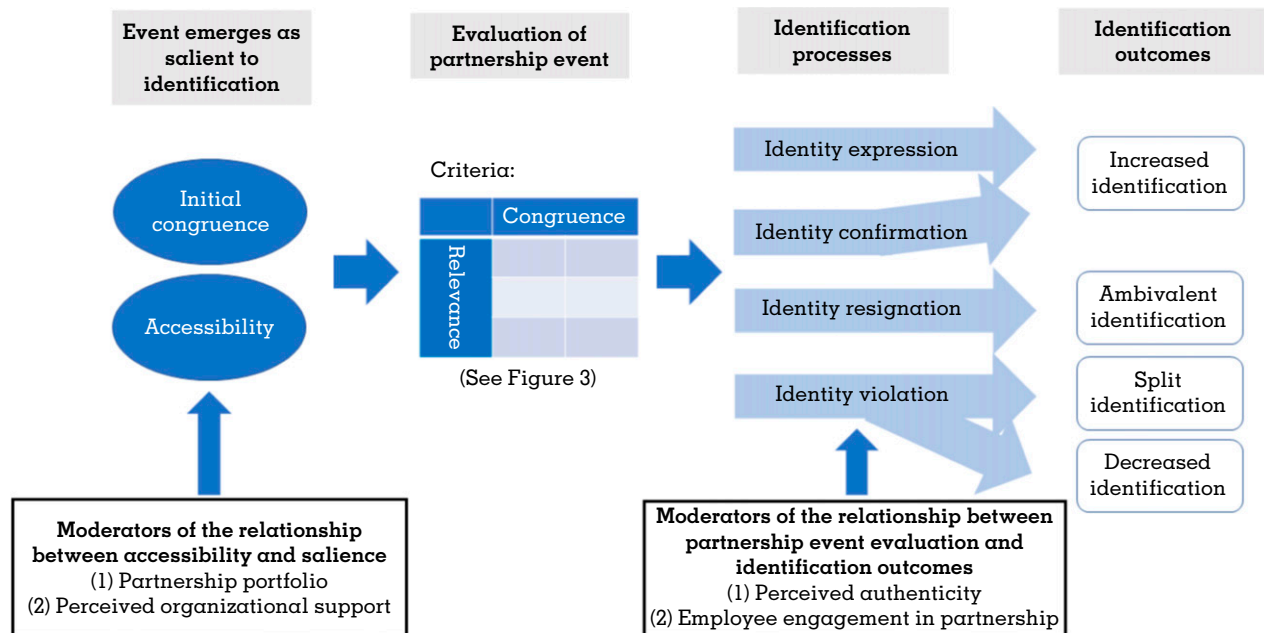 Event emerges as
salient to
identification
Evaluation of
partnership event
Identification
processes
Identification
outcomes
Initial
congruence
Accessibility
Criteria:
Congruence
Relevance
(See Figure 3)
Identity expression
Identity confirmation
Identity resignation
Identity violation
Increased
identification
Ambivalent
identification
Split
identification
Decreased
identification
Moderators of the relationship
between accessibility and salience
(1) Partnership portfolio
(2) Perceived organizational support
Moderators of the relationship between
partnership event evaluation and
identification outcomes
(1) Perceived authenticity
(2) Employee engagement in partnership